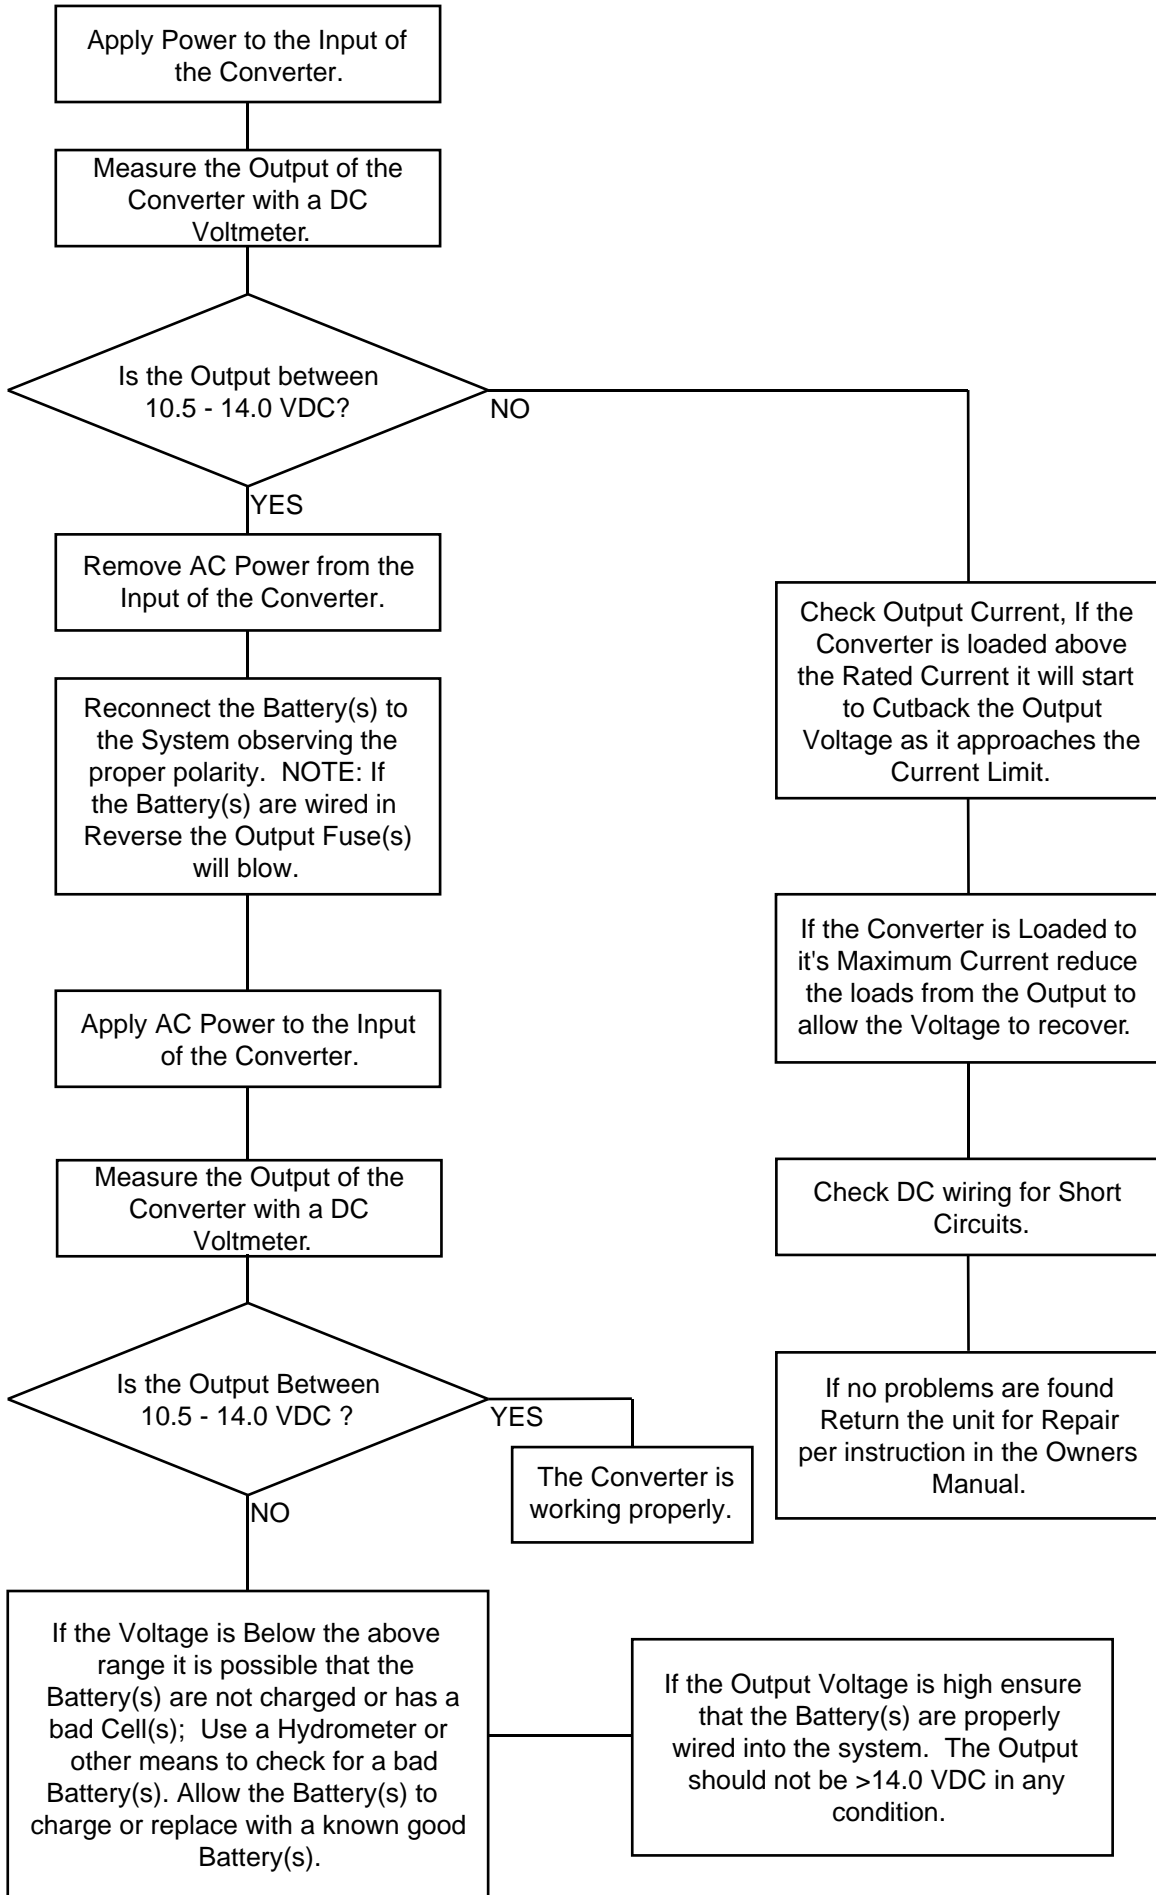 Apply Power to the Input of
the Converter.
Measure the Output of the
Converter with a DC
Voltmeter.
Is the Output between
10.5 - 14.0 VDC?
NO
YES
Remove AC Power from the
Input of the Converter.
Reconnect the Battery(s) to
the System observing the
proper polarity.  NOTE: If
the Battery(s) are wired in
Reverse the Output Fuse(s)
will blow.
Apply AC Power to the Input
of the Converter.
Measure the Output of the
Converter with a DC
Voltmeter.
Is the Output Between
10.5 - 14.0 VDC ?
YES
The Converter is
working properly.
NO
If the Voltage is Below the above
range it is possible that the
Battery(s) are not charged or has a
bad Cell(s);  Use a Hydrometer or
other means to check for a bad
Battery(s). Allow the Battery(s) to
charge or replace with a known good
Battery(s).
If the Output Voltage is high ensure
that the Battery(s) are properly
wired into the system.  The Output
should not be >14.0 VDC in any
condition.
Check Output Current, If the
Converter is loaded above
the Rated Current it will start
to Cutback the Output
Voltage as it approaches the
Current Limit.
If the Converter is Loaded to
it's Maximum Current reduce
the loads from the Output to
allow the Voltage to recover.
Check DC wiring for Short
Circuits.
If no problems are found
Return the unit for Repair
per instruction in the Owners
Manual.